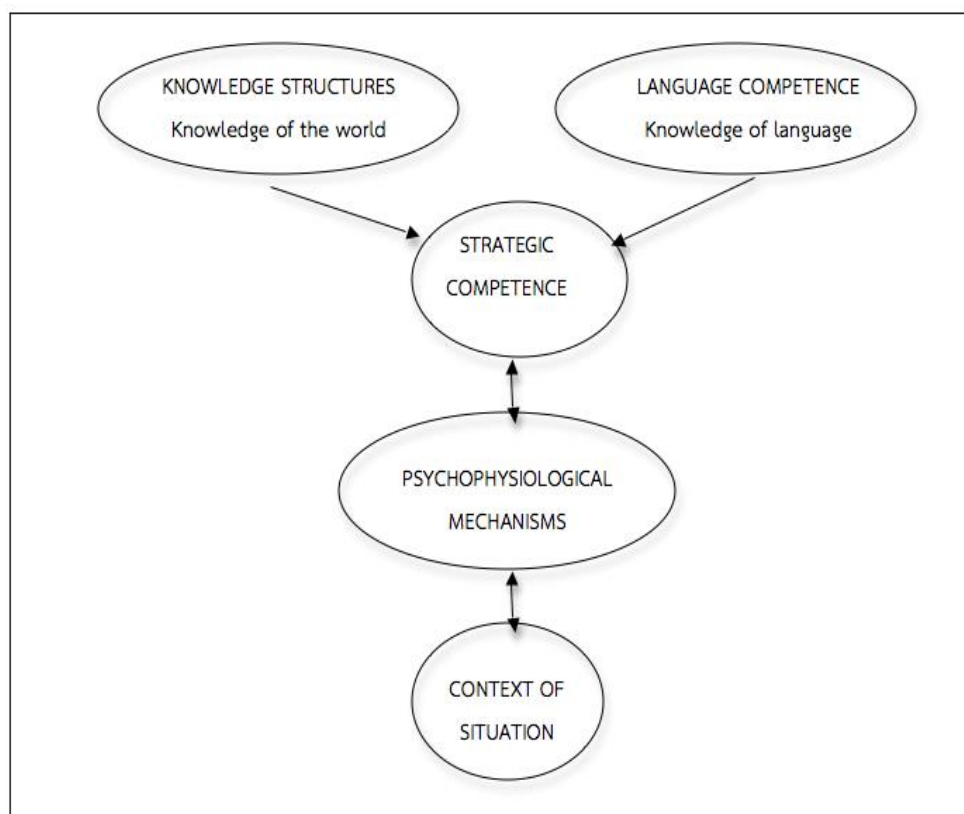 KNOWLEDGE STRUCTURES
Knowledge of the world
LANGUAGE COMPETENCE
Knowledge of language
STRATEGIC
COMPETENCE
PSYCHOPHYSIOLOGICAL
MECHANISMS
CONTEXT OF
SITUATION